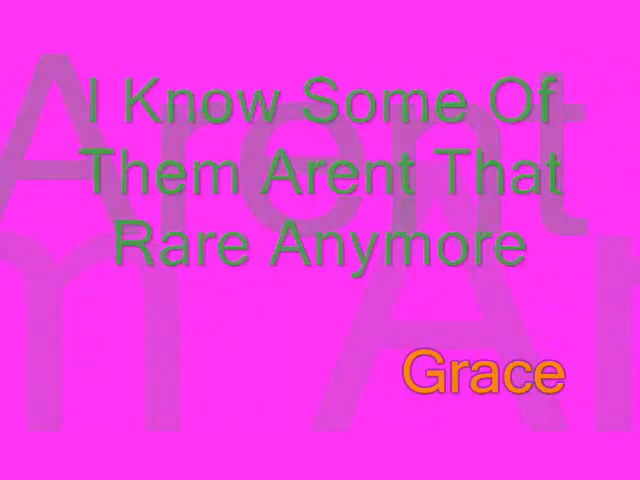 I Know Some Of
Them Arent That
Rare Anymore
Grace